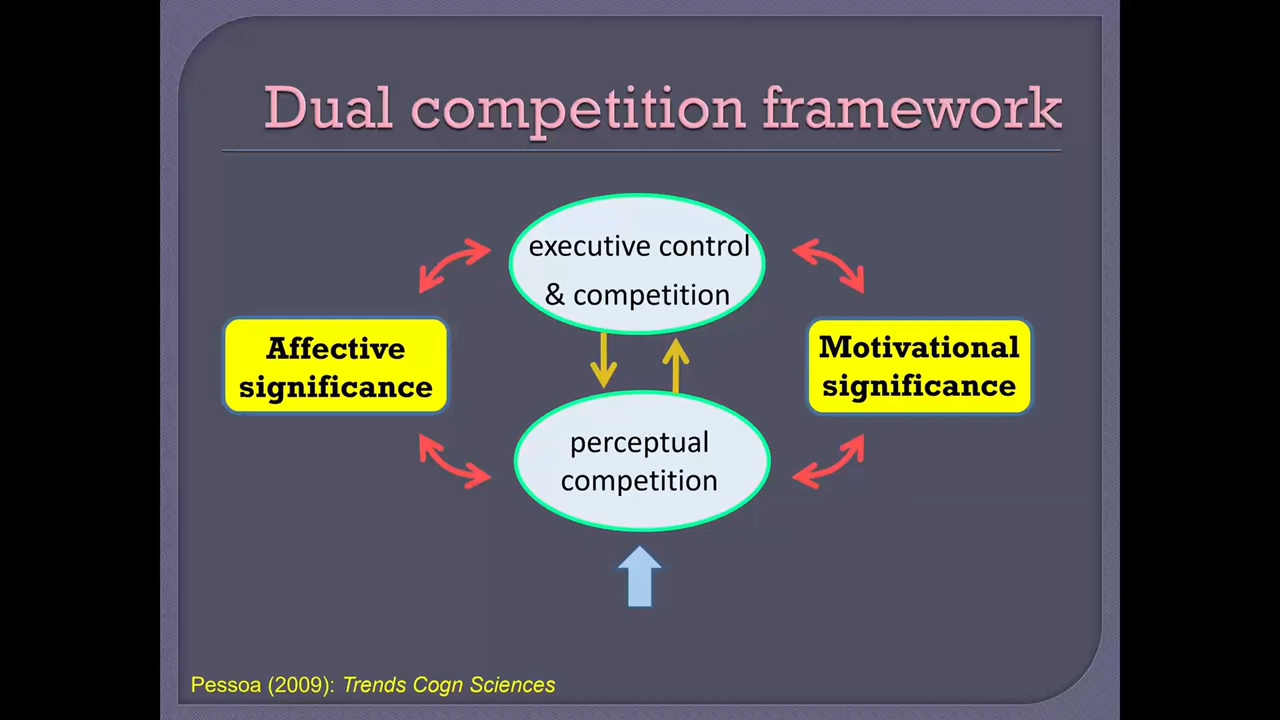 Dual competition framework
executive control
& competition
Affective
significance
Motivational
significance
perceptual
competition
Pessoa (2009): Trends Cogn Sciences